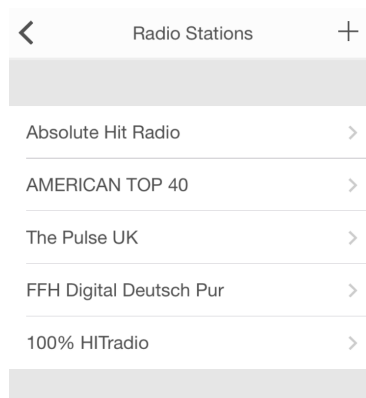 Radio Stations
Absolute Hit Radio
AMERICAN TOP 40
The Pulse UK
FFH Digital Deutsch Pur
100% HITradio